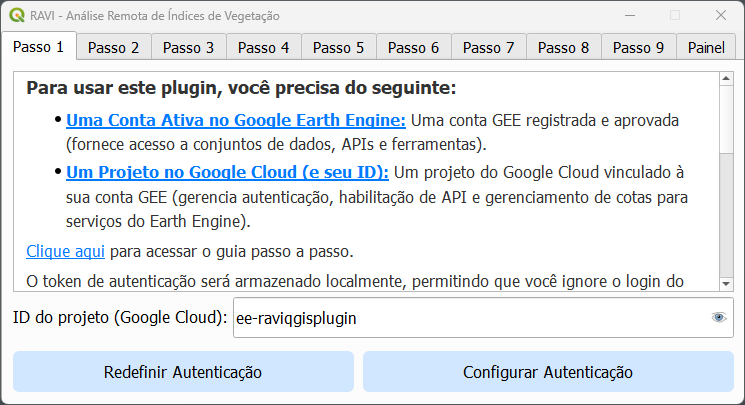 RAVI - Análise Remota de Índices de Vegetação
Passo 1 Passo 2 Passo 3 Passo 4 Passo 5 Passo 6 Passo 7 Passo 8 Passo 9 Painel
Para usar este plugin, você precisa do seguinte:
• Uma Conta Ativa no Google Earth Engine: Uma conta GEE registrada e aprovada
(fornece acesso a conjuntos de dados, APIs e ferramentas).
• Um Projeto no Google Cloud (e seu ID): Um projeto do Google Cloud vinculado à
sua conta GEE (gerencia autenticação, habilitação de API e gerenciamento de cotas para
serviços do Earth Engine).
Clique aqui para acessar o guia passo a passo.
O token de autenticação será armazenado localmente, permitindo que você ignore o login do
ID do projeto (Google Cloud): ee-raviqgisplugin
Redefinir Autenticação Configurar Autenticação